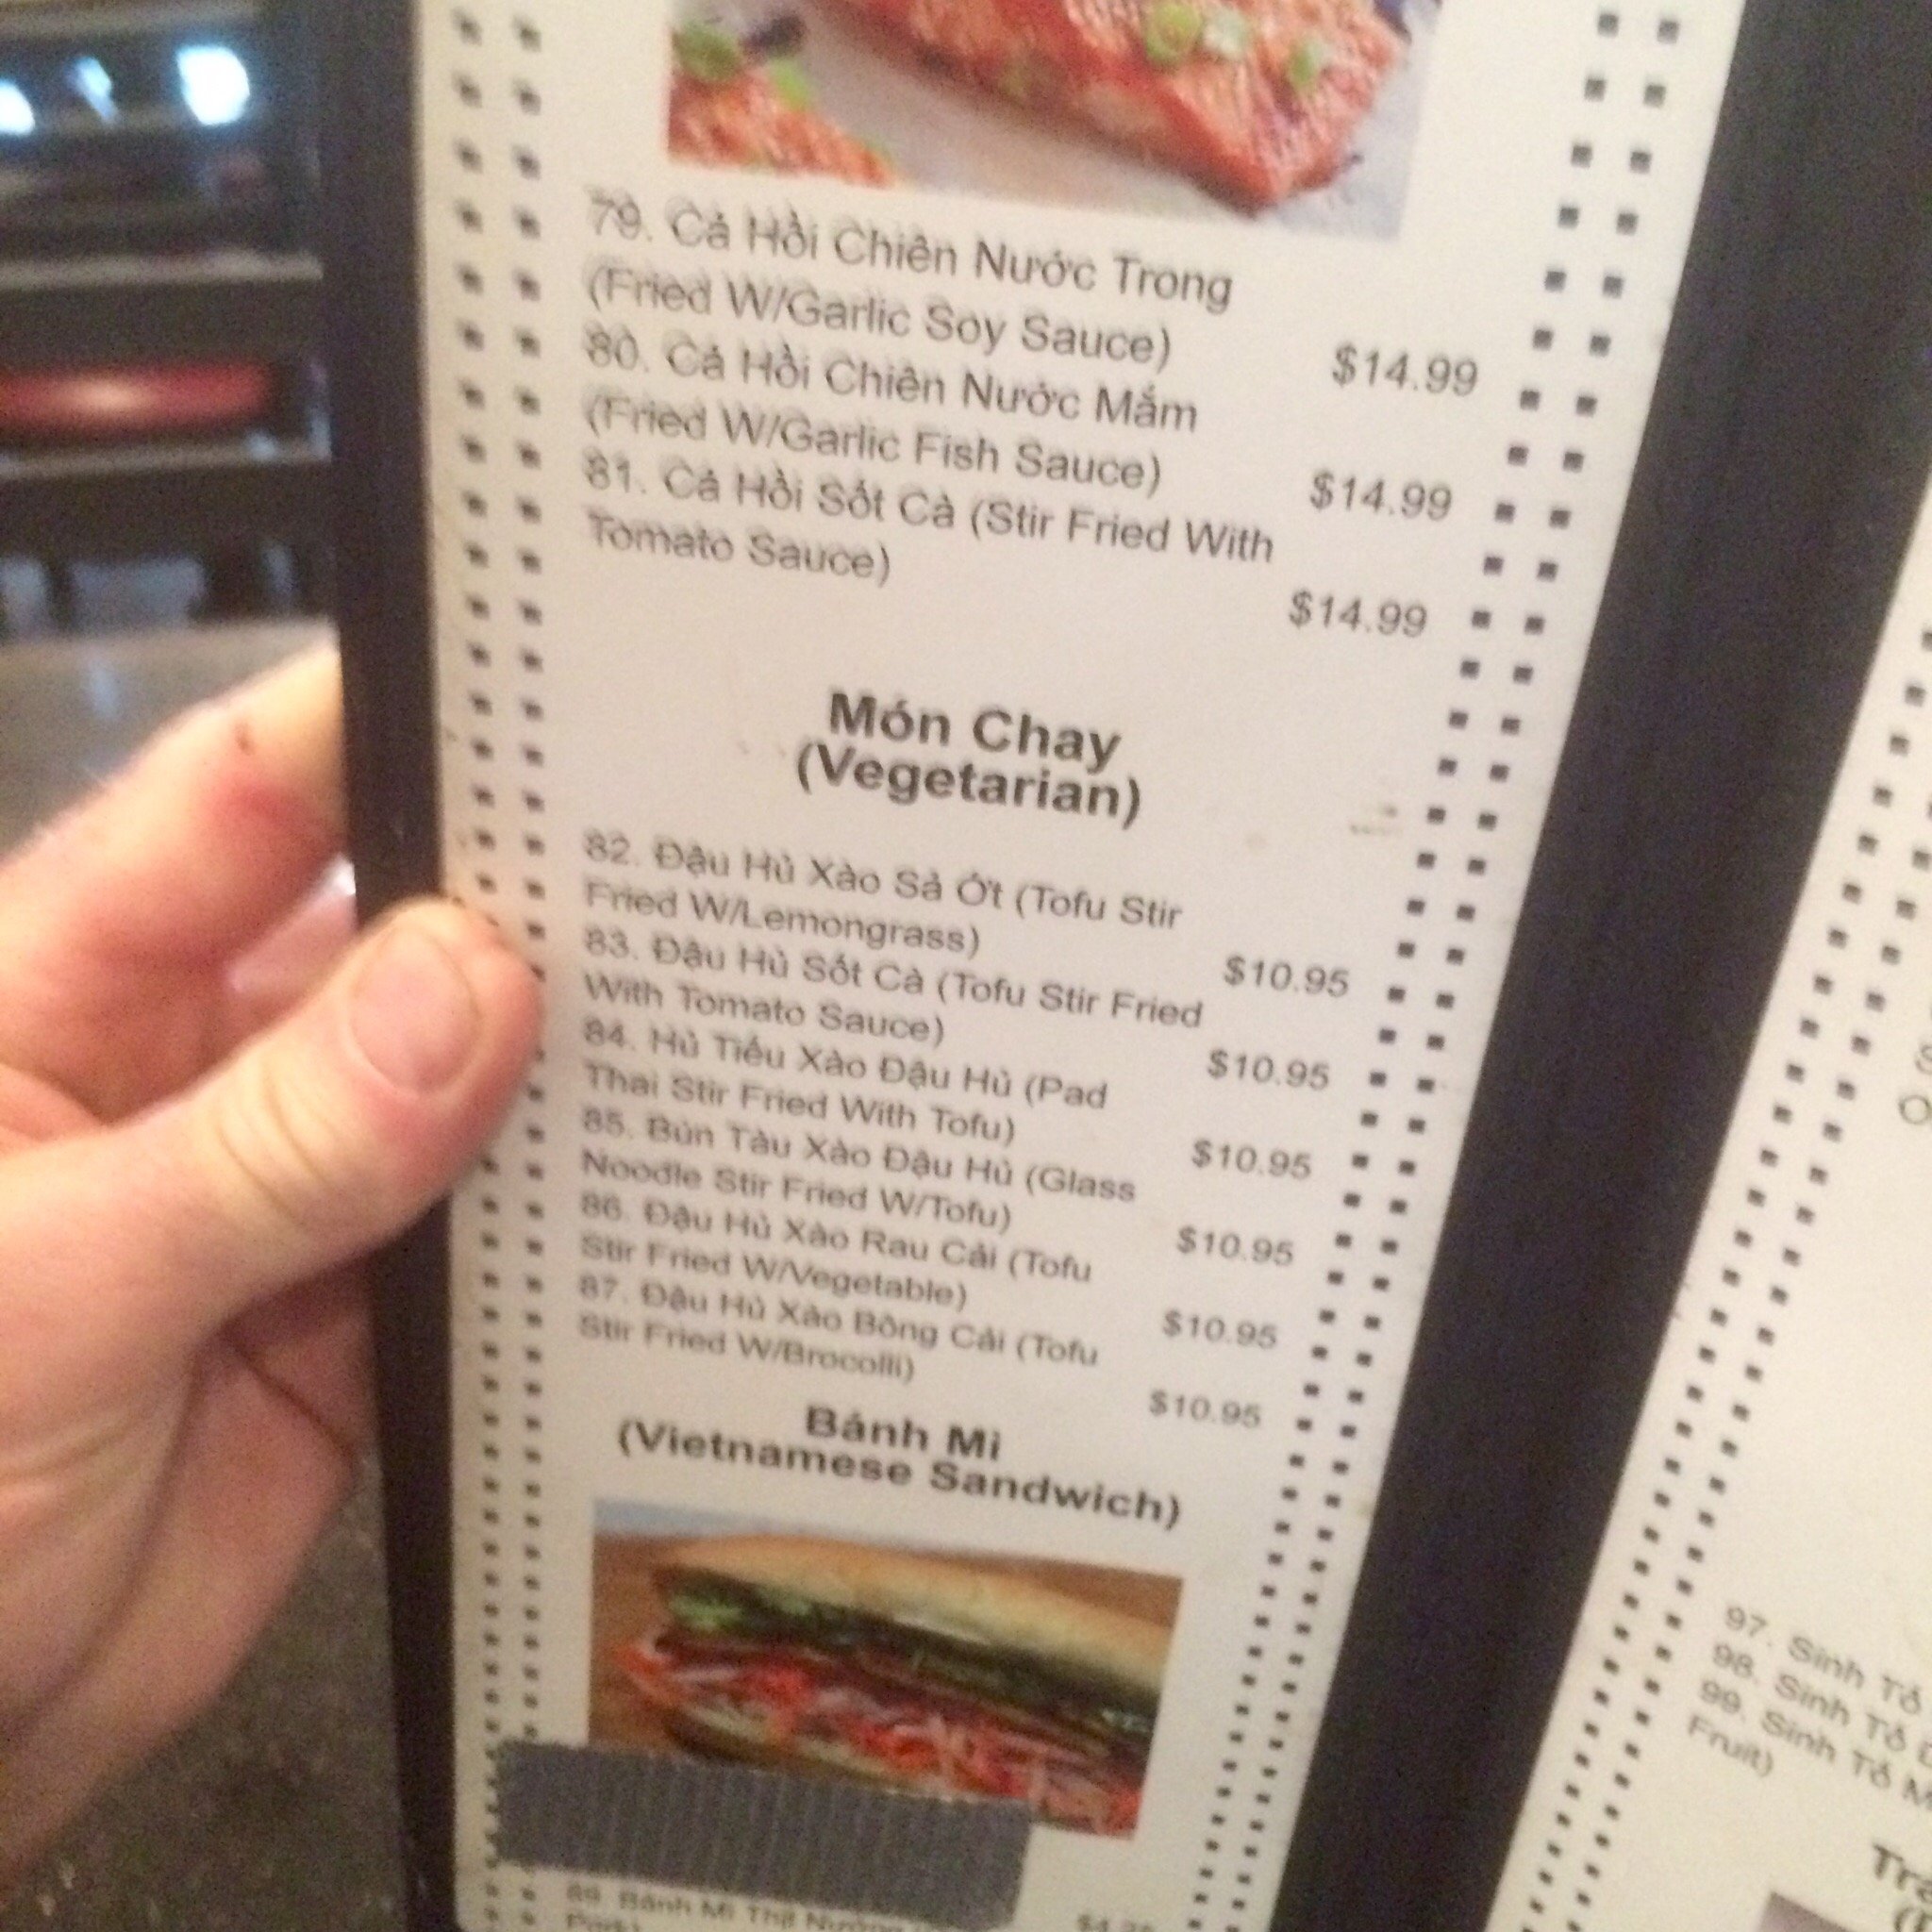 79. Cá Hồi Chiên Nước Trong
(Fried W/Garlic Soy Sauce)
$14.99
80. Cá Hồi Chiên Nước Mắm
(Fried W/Garlic Fish Sauce)
$14.99
81. Cá Hồi Sốt Cà (Stir Fried With
Tomato Sauce)
$14.99
Món Chay
(Vegetarian)
82. Đậu Hủ Xào Sả Ớt (Tofu Stir
Fried W/Lemongrass)
$10.95
83. Đậu Hủ Sốt Cà (Tofu Stir Fried
With Tomato Sauce)
$10.95
84. Hủ Tiếu Xào Đậu Hủ (Pad
Thai Stir Fried With Tofu)
$10.95
85. Bún Tàu Xào Đậu Hủ (Glass
Noodle Stir Fried W/Tofu)
$10.95
86. Đậu Hủ Xào Rau Cải (Tofu
Stir Fried W/Vegetable)
$10.95
87. Đậu Hủ Xào Bông Cải (Tofu
Stir Fried W/Brocolli)
$10.95
Bánh Mì
(Vietnamese Sandwich)
89. Bánh Mì Thịt Nướng
Pork)
97. Sinh Tố
98. Sinh Tố
99. Sinh Tố
Fruit)